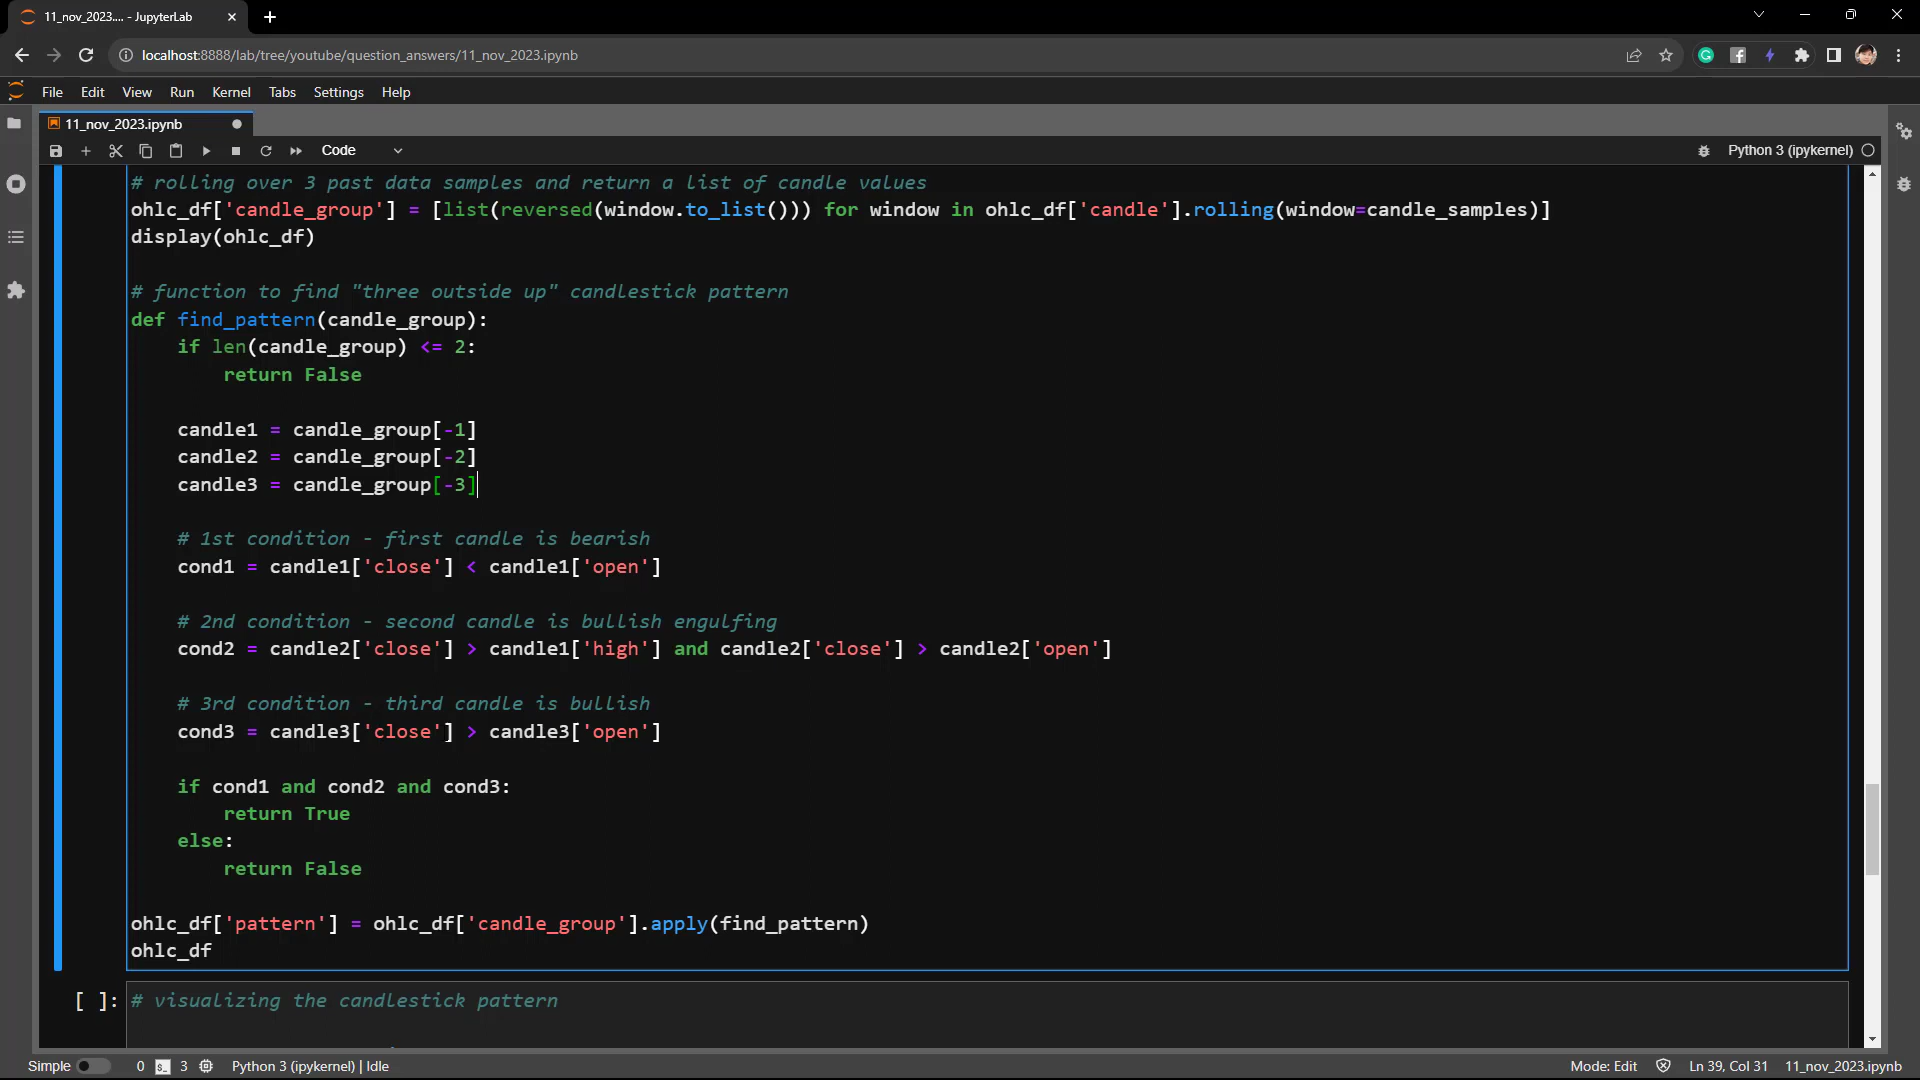 11_nov_2023.... - JupyterLab
localhost:8888/lab/tree/youtube/question_answers/11_nov_2023.ipynb
File Edit View Run Kernel Tabs Settings Help
11_nov_2023.ipynb
Code
Python 3 (ipykernel)
# rolling over 3 past data samples and return a list of candle values
ohlc_df['candle_group'] = [list(reversed(window.to_list())) for window in ohlc_df['candle'].rolling(window=candle_samples)]
display(ohlc_df)
# function to find "three outside up" candlestick pattern
def find_pattern(candle_group):
    if len(candle_group) <= 2:
        return False
    candle1 = candle_group[-1]
    candle2 = candle_group[-2]
    candle3 = candle_group[-3]
    # 1st condition - first candle is bearish
    cond1 = candle1['close'] < candle1['open']
    # 2nd condition - second candle is bullish engulfing
    cond2 = candle2['close'] > candle1['high'] and candle2['close'] > candle2['open']
    # 3rd condition - third candle is bullish
    cond3 = candle3['close'] > candle3['open']
    if cond1 and cond2 and cond3:
        return True
    else:
        return False
ohlc_df['pattern'] = ohlc_df['candle_group'].apply(find_pattern)
ohlc_df
[ ]: # visualizing the candlestick pattern
Simple 0 3 Python 3 (ipykernel) | Idle Mode: Edit Ln 39, Col 31 11_nov_2023.ipynb